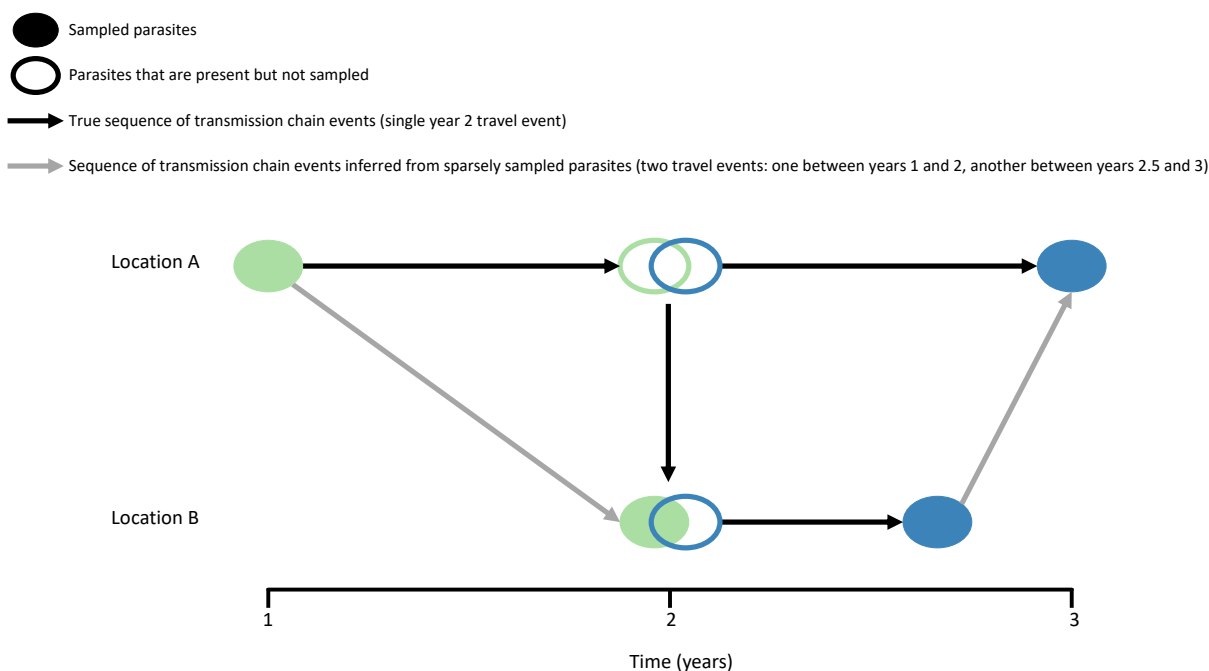 Sampled parasites
Parasites that are present but not sampled
True sequence of transmission chain events (single year 2 travel event)
Sequence of transmission chain events inferred from sparsely sampled parasites (two travel events: one between years 1 and 2, another between years 2.5 and 3)
Location A
Location B
1
2
3
Time (years)